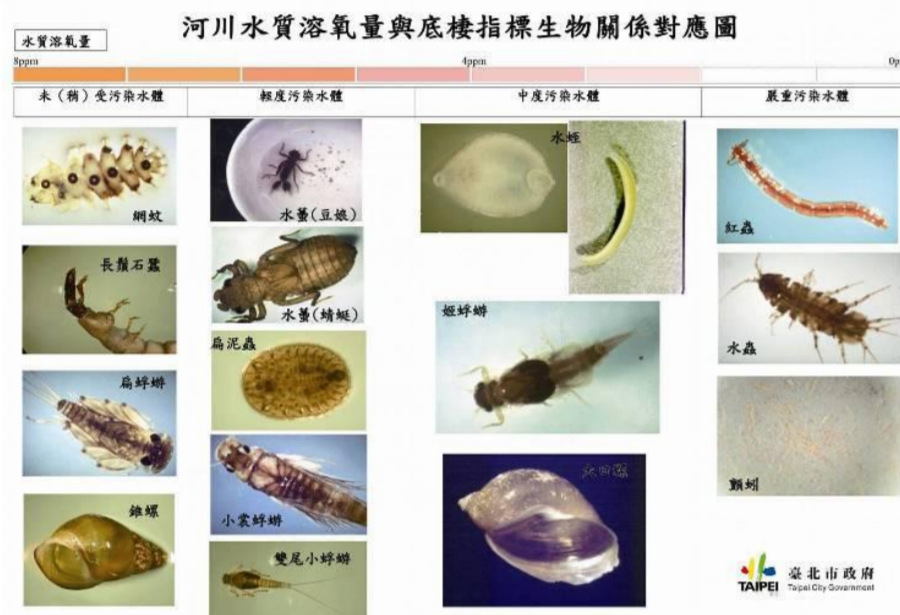 河川水質溶氧量與底棲指標生物關係對應圖
水質溶氧量
8ppm
4ppm
0p
未（稍）受污染水體
輕度污染水體
中度污染水體
嚴重污染水體
網蚊
長鬚石蠶
扁蜉蝣
錐螺
水蠆(豆娘)
水蠆(蜻蜓)
扁泥蟲
小裳蜉蝣
雙尾小蜉蝣
水蛭
姬蜉蝣
大口螺
紅蟲
水蟲
顫蚓
TAIPEI
臺北市政府
Taipei City Government